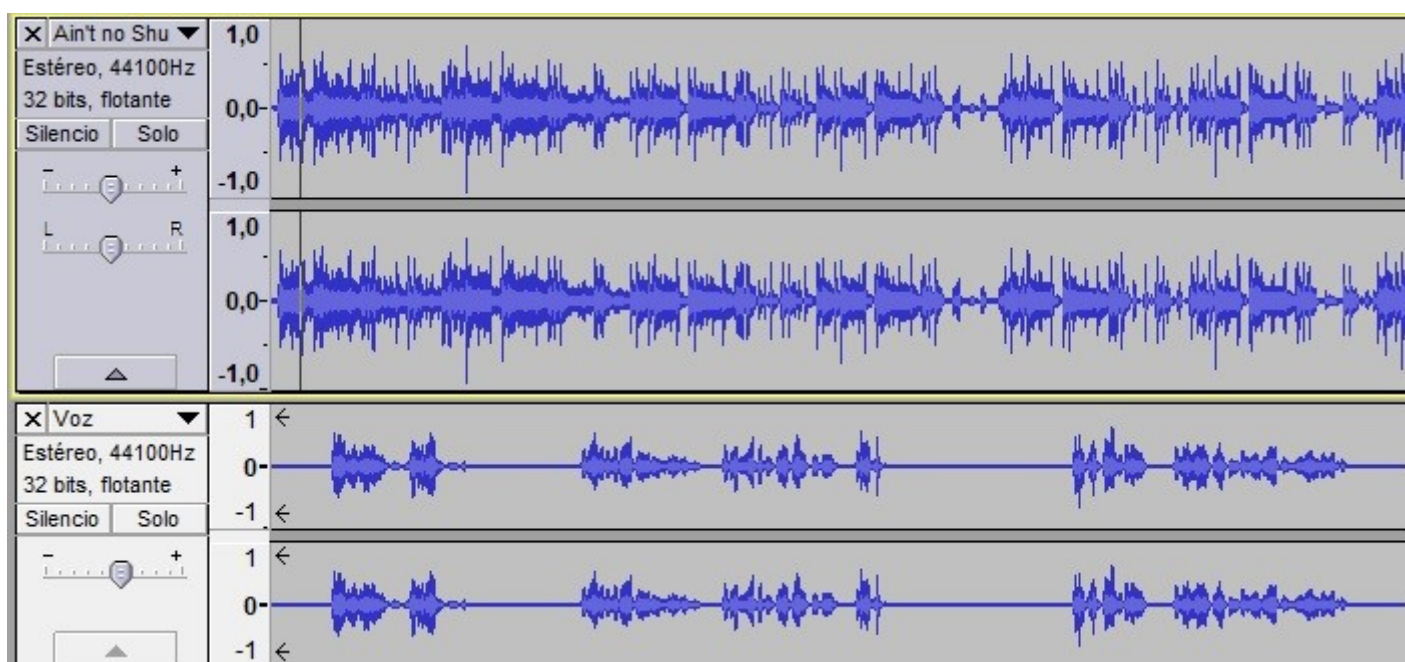 X Ain't no Shu
Estéreo, 44100Hz
32 bits, flotante
Silencio Solo
- +
L R
1,0
0,0-
-1,0
1,0
0,0-
-1,0
X Voz
Estéreo, 44100Hz
32 bits, flotante
Silencio Solo
- +
1
0-
-1
1
0-
-1